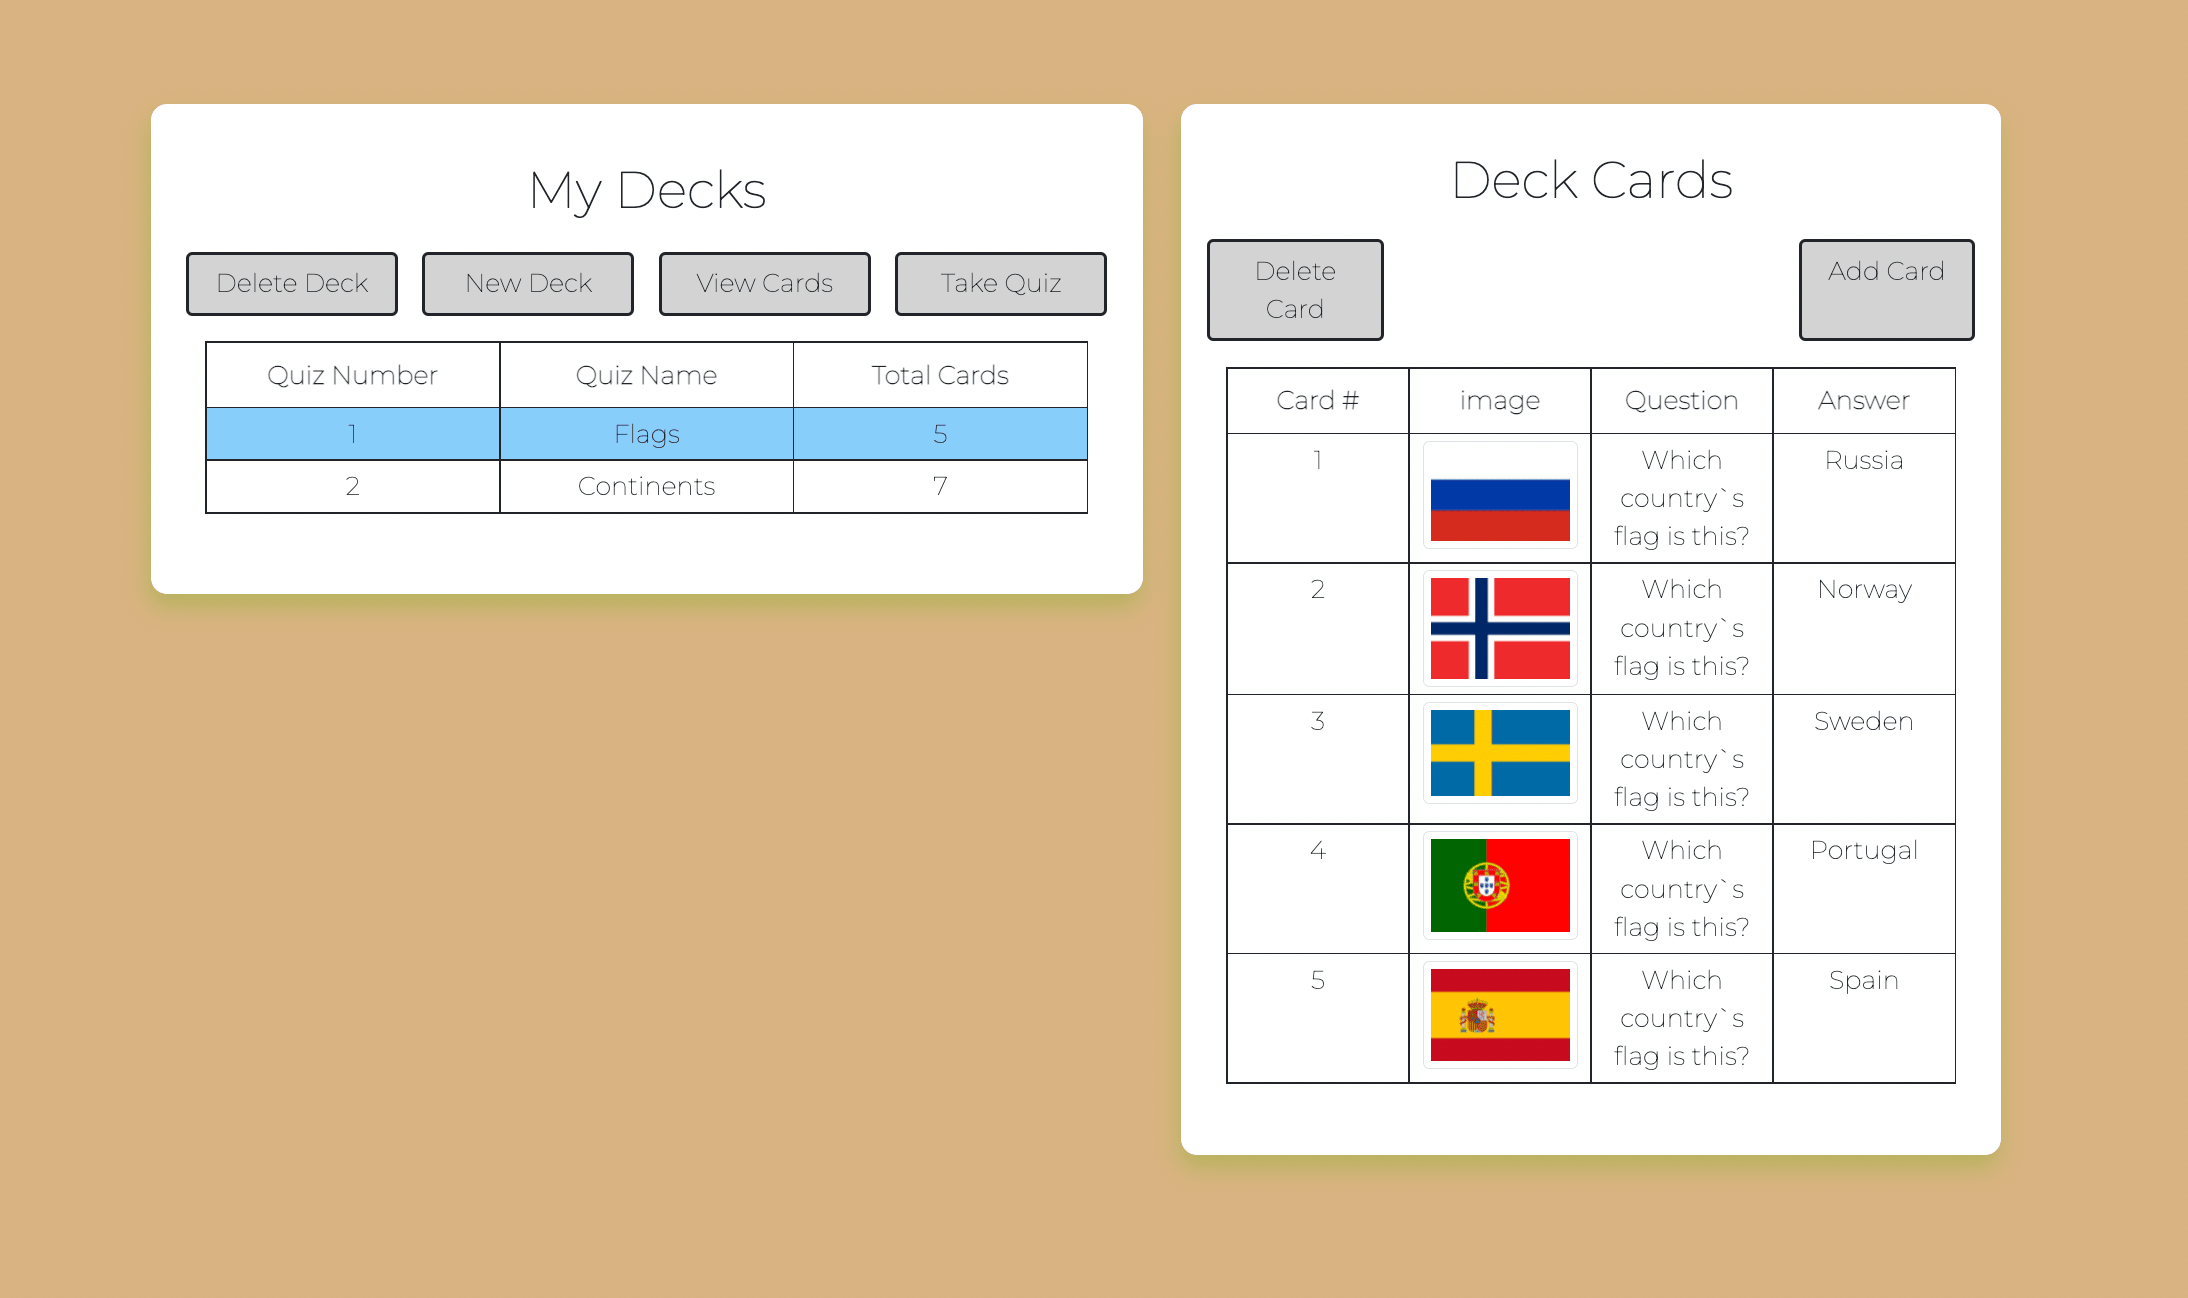 My Decks
Delete Deck
New Deck
View Cards
Take Quiz
Quiz Number Quiz Name Total Cards
1 Flags 5
2 Continents 7
Deck Cards
Delete
Card
Add Card
Card # image Question Answer
1 Which Russia
country`s
flag is this?
2 Which Norway
country`s
flag is this?
3 Which Sweden
country`s
flag is this?
4 Which Portugal
country`s
flag is this?
5 Which Spain
country`s
flag is this?